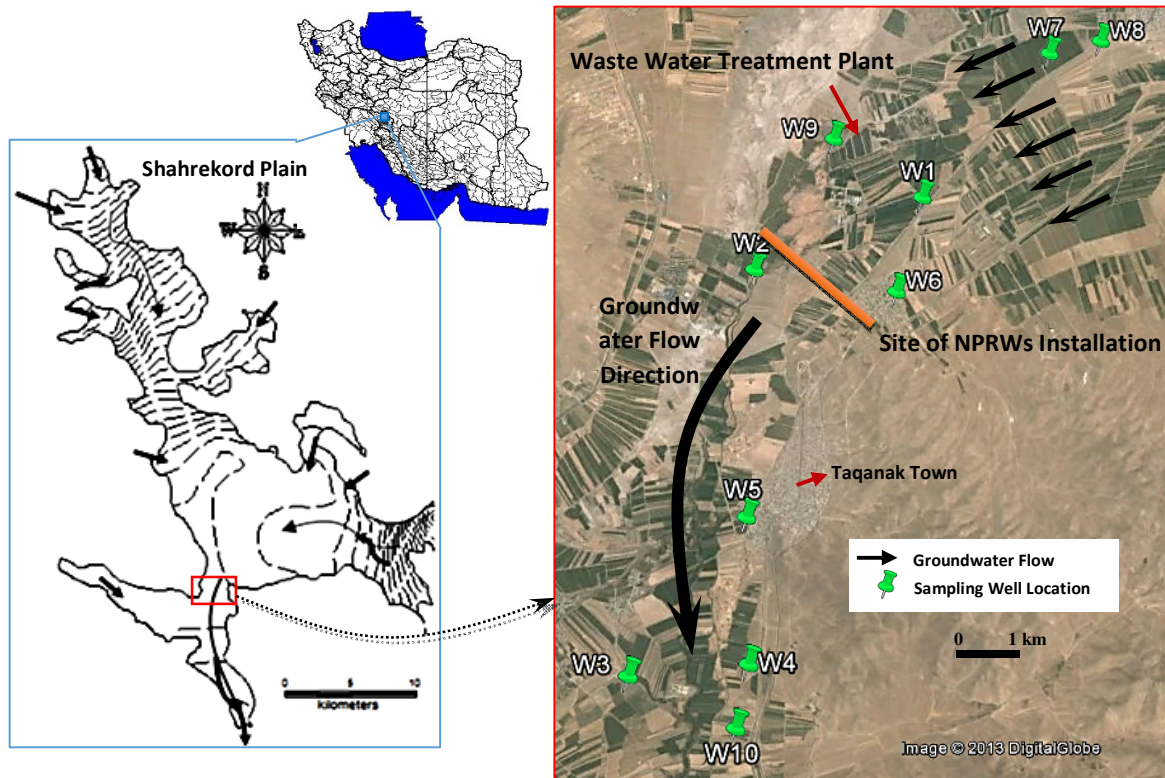 Shahrekord Plain
N
W
E
S
0 5 10
kilometers
Waste Water Treatment Plant
W7
W8
W9
W1
W2
W6
Groundw
ater Flow
Direction
Site of NPRWs Installation
Taqanak Town
W5
Groundwater Flow
Sampling Well Location
0 1 km
W3
W4
W10
Image © 2013 DigitalGlobe